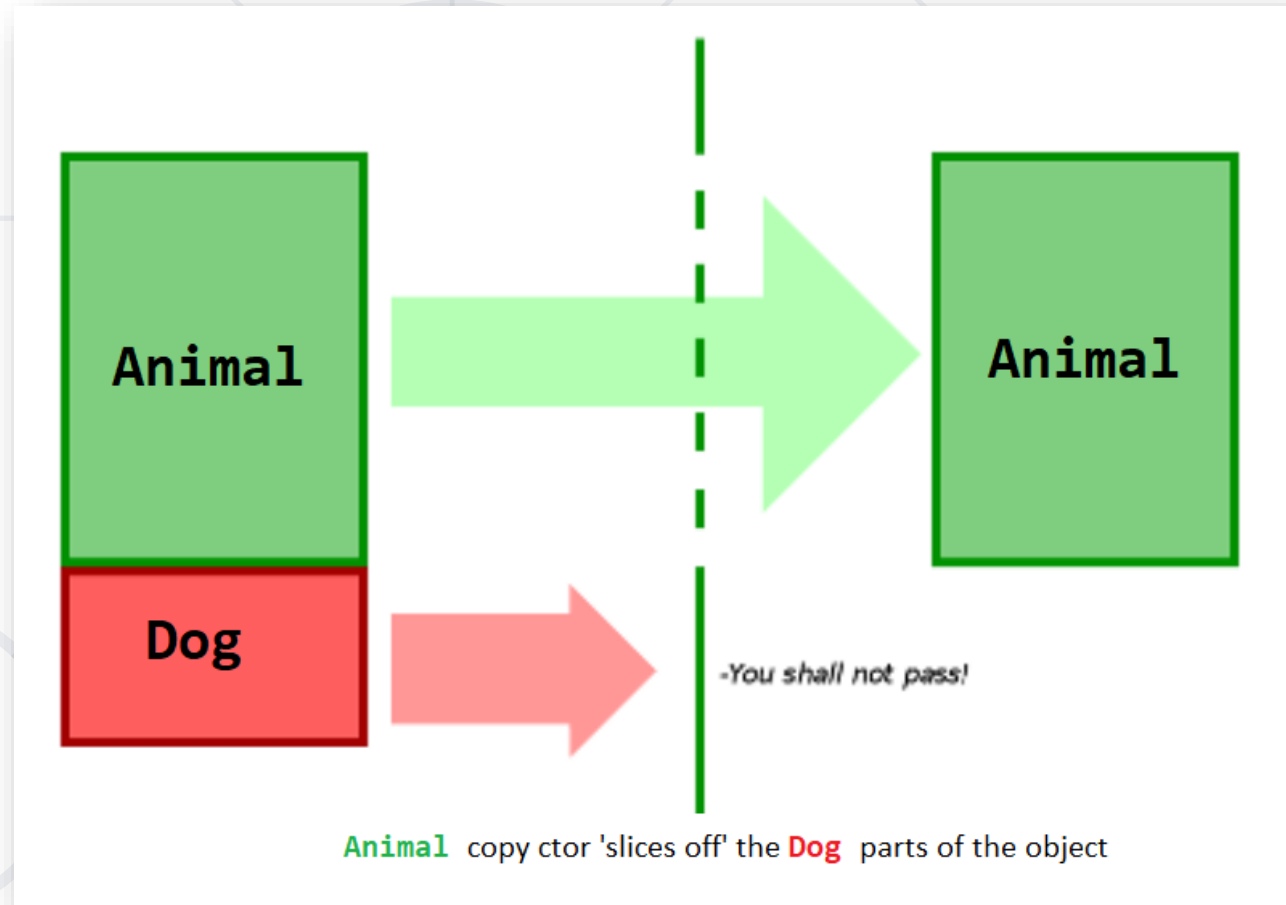 Animal
Animal
Dog
-You shall not pass!
Animal copy ctor 'slices off' the Dog parts of the object